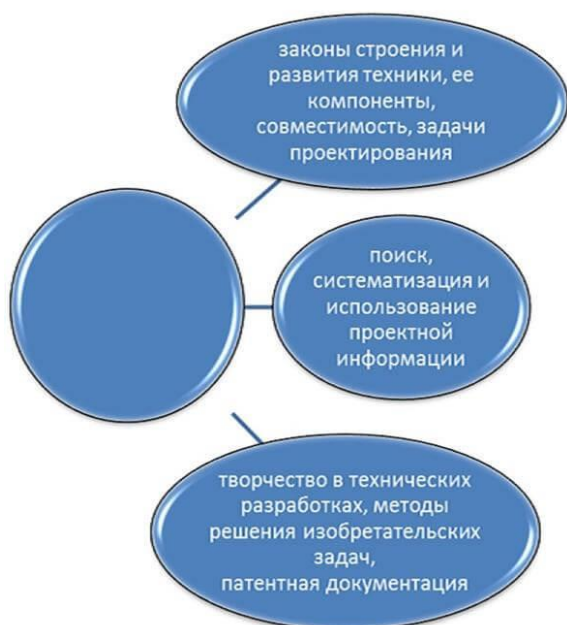 законы строения и
развития техники, ее
компоненты,
совместимость, задачи
проектирования
поиск,
систематизация и
использование
проектной
информации
творчество в технических
разработках, методы
решения изобретательских
задач,
патентная документация